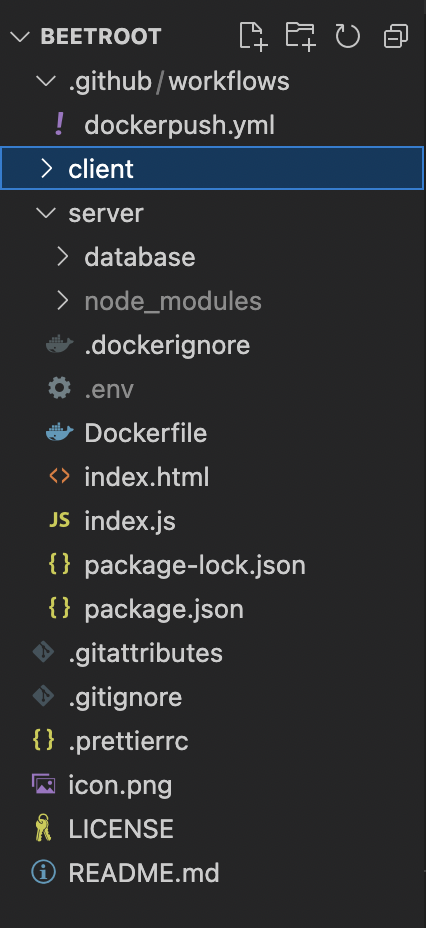 BEETROOT
.github/workflows
! dockerpush.yml
client
server
database
node_modules
.dockerignore
.env
Dockerfile
<> index.html
JS index.js
{} package-lock.json
{} package.json
.gitattributes
.gitignore
{} .prettierrc
icon.png
LICENSE
README.md